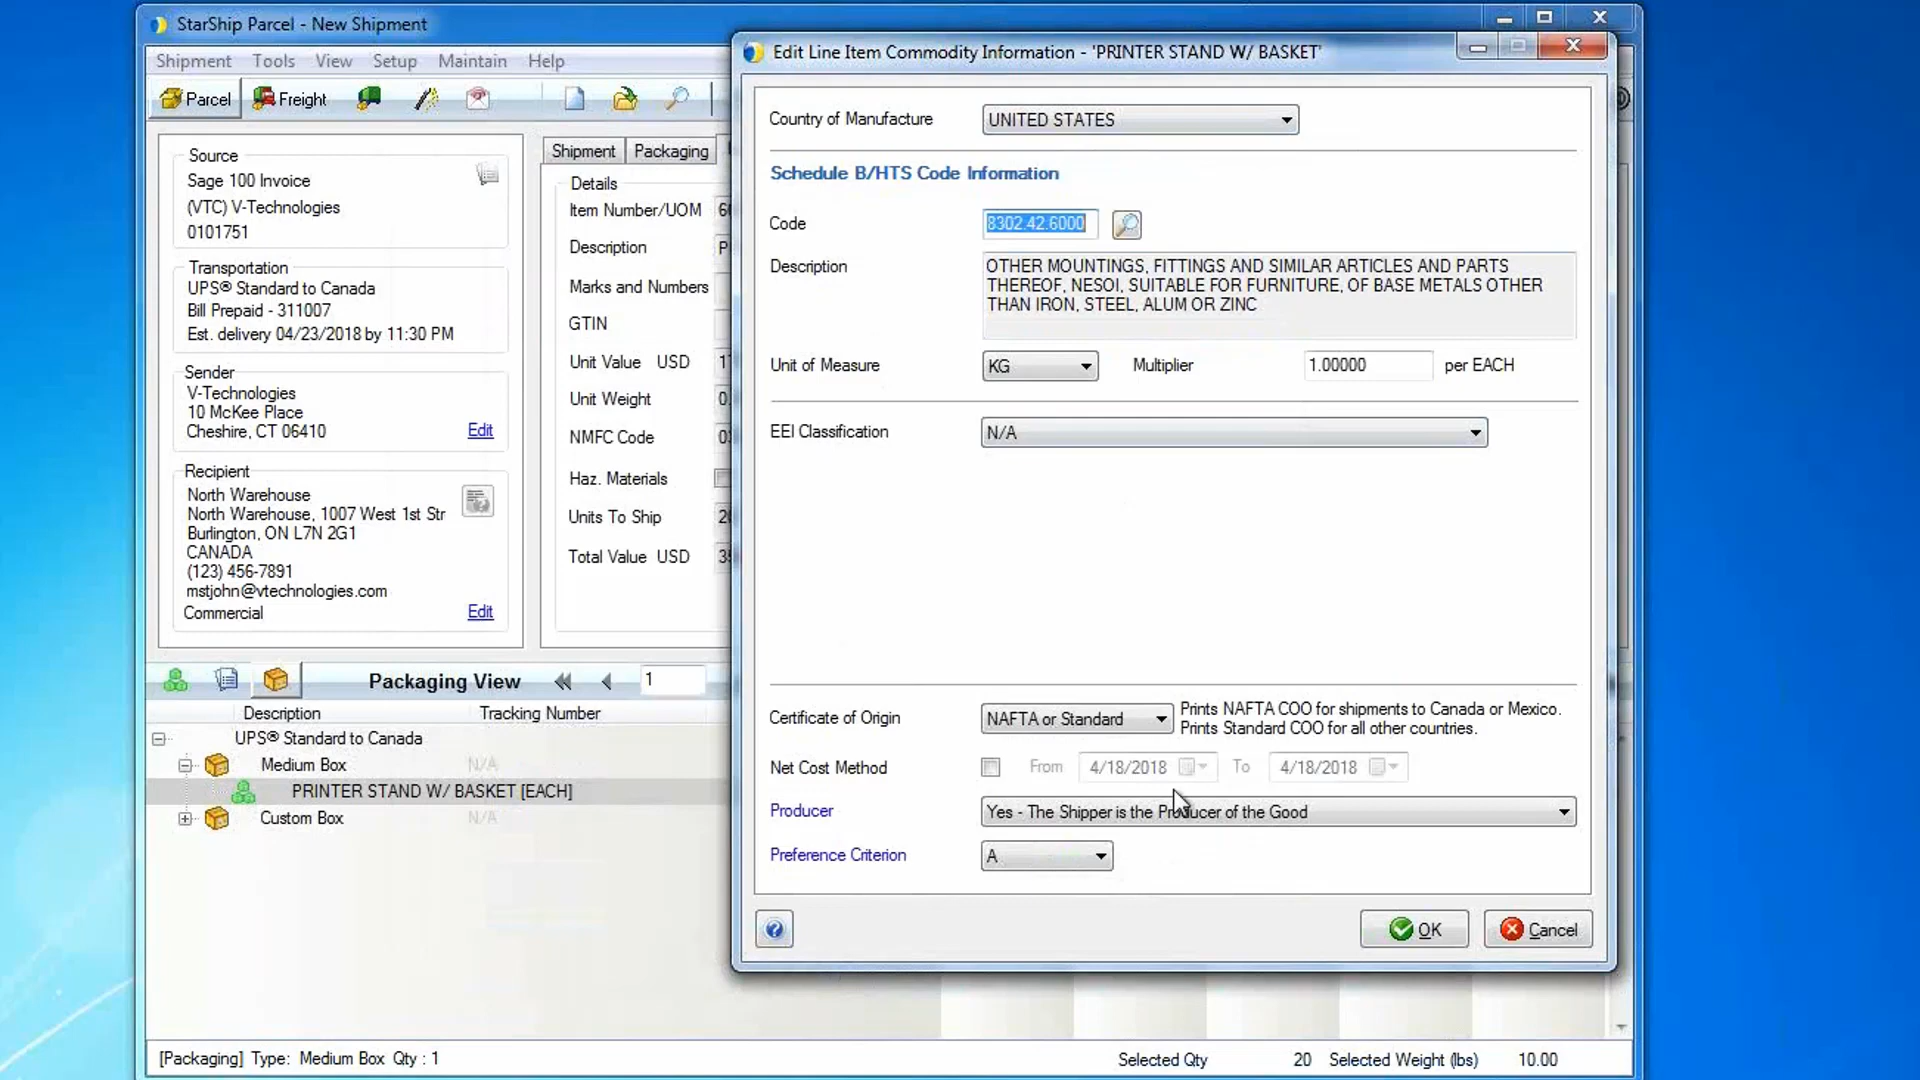 StarShip Parcel - New Shipment
Shipment Tools View Setup Maintain Help
Parcel Freight
Source
Sage 100 Invoice
(VTC) V-Technologies
0101751
Transportation
UPS® Standard to Canada
Bill Prepaid - 311007
Est. delivery 04/23/2018 by 11:30 PM
Sender
V-Technologies
10 McKee Place
Cheshire, CT 06410
Edit
Recipient
North Warehouse
North Warehouse, 1007 West 1st Str
Burlington, ON L7N 2G1
CANADA
(123) 456-7891
mstjohn@vtechnologies.com
Commercial
Edit
Shipment Packaging
Details
Item Number/UOM
Description
Marks and Numbers
GTIN
Unit Value USD
Unit Weight
NMFC Code
Haz. Materials
Units To Ship
Total Value USD
Packaging View 1
Description Tracking Number
UPS® Standard to Canada
Medium Box N/A
PRINTER STAND W/ BASKET [EACH]
Custom Box N/A
[Packaging] Type: Medium Box Qty : 1
Selected Qty 20 Selected Weight (lbs) 10.00
Edit Line Item Commodity Information - 'PRINTER STAND W/ BASKET'
Country of Manufacture UNITED STATES
Schedule B/HTS Code Information
Code 8302.42.6000
Description
OTHER MOUNTINGS, FITTINGS AND SIMILAR ARTICLES AND PARTS
THEREOF, NESOI, SUITABLE FOR FURNITURE, OF BASE METALS OTHER
THAN IRON, STEEL, ALUM OR ZINC
Unit of Measure KG Multiplier 1.00000 per EACH
EEI Classification N/A
Certificate of Origin NAFTA or Standard
Prints NAFTA COO for shipments to Canada or Mexico.
Prints Standard COO for all other countries.
Net Cost Method From 4/18/2018 To 4/18/2018
Producer Yes - The Shipper is the Producer of the Good
Preference Criterion A
OK Cancel